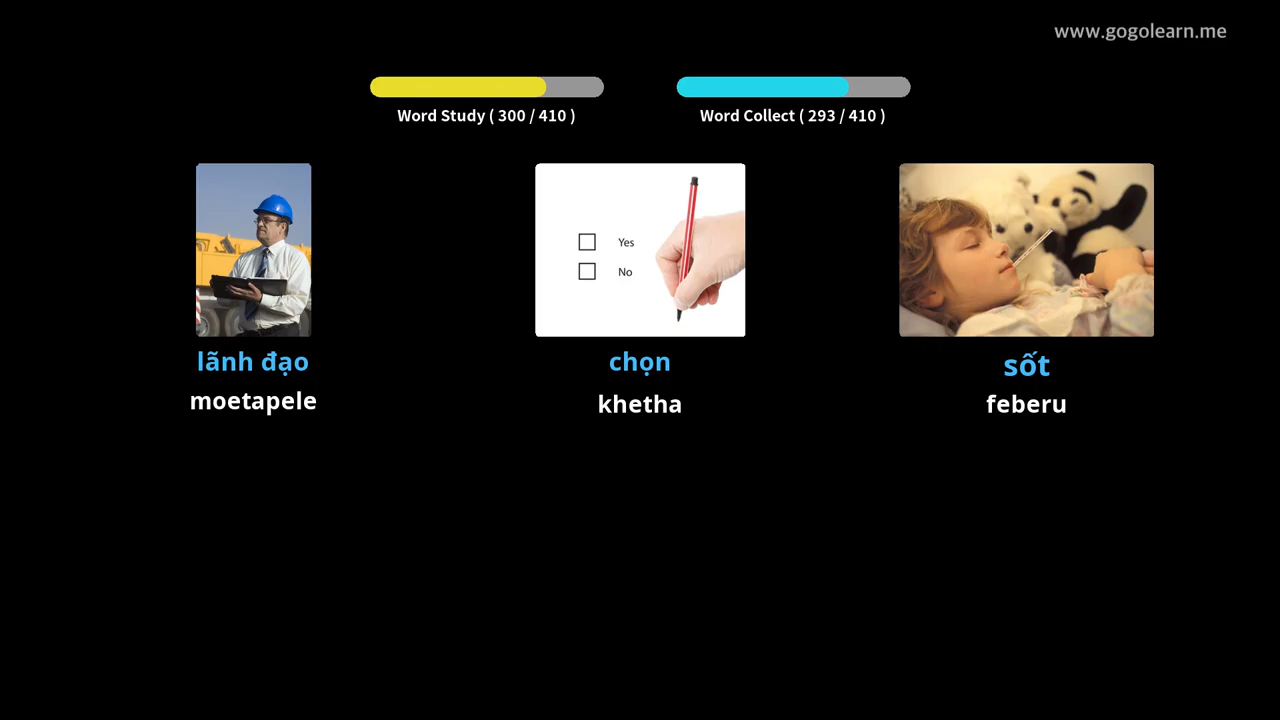 www.gogolearn.me
Word Study ( 300 / 410 )
Word Collect ( 293 / 410 )
Yes
No
lãnh đạo
chọn
sốt
moetapele
khetha
feberu